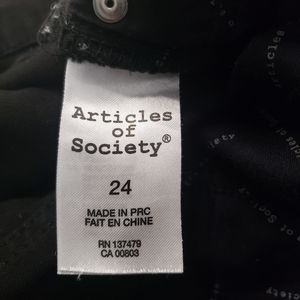 Articles
of
Society®
24
MADE IN PRC
FAIT EN CHINE
RN 137479
CA 00803